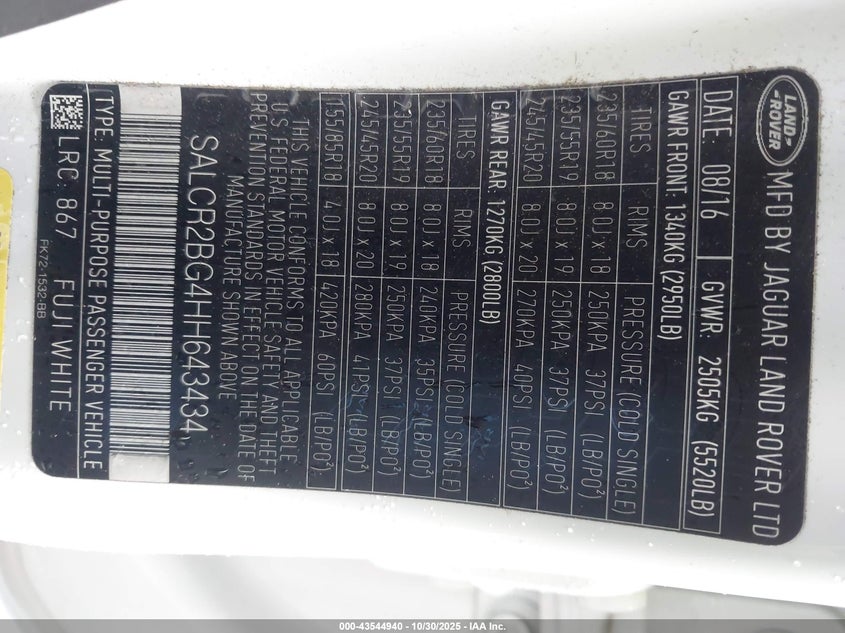 LAND
ROVER
MFD BY JAGUAR LAND ROVER LTD
DATE: 08/16 GVWR: 2505KG (5520LB)
GAWR FRONT: 1340KG (2950LB)
TIRES RIMS PRESSURE (COLD SINGLE)
235/60R18 8.0J x 18 250KPA 37PSI (LB/PO²)
235/55R19 8.0J x 19 250KPA 37PSI (LB/PO²)
245/45R20 8.0J x 20 270KPA 40PSI (LB/PO²)
GAWR REAR: 1270KG (2800LB)
TIRES RIMS PRESSURE (COLD SINGLE)
235/60R18 8.0J x 18 240KPA 35PSI (LB/PO²)
235/55R19 8.0J x 19 250KPA 37PSI (LB/PO²)
245/45R20 8.0J x 20 280KPA 41PSI (LB/PO²)
155/85R18 4.0J x 18 420KPA 60PSI (LB/PO²)
THIS VEHICLE CONFORMS TO ALL APPLICABLE
U.S. FEDERAL MOTOR VEHICLE SAFETY AND THEFT
PREVENTION STANDARDS IN EFFECT ON THE DATE OF
MANUFACTURE SHOWN ABOVE
SALCR2BG4HH643434
TYPE: MULTI-PURPOSE PASSENGER VEHICLE
LRC: 867 FUJI WHITE
FK72-1532-BB
000-43544940 - 10/30/2025 - IAA Inc.